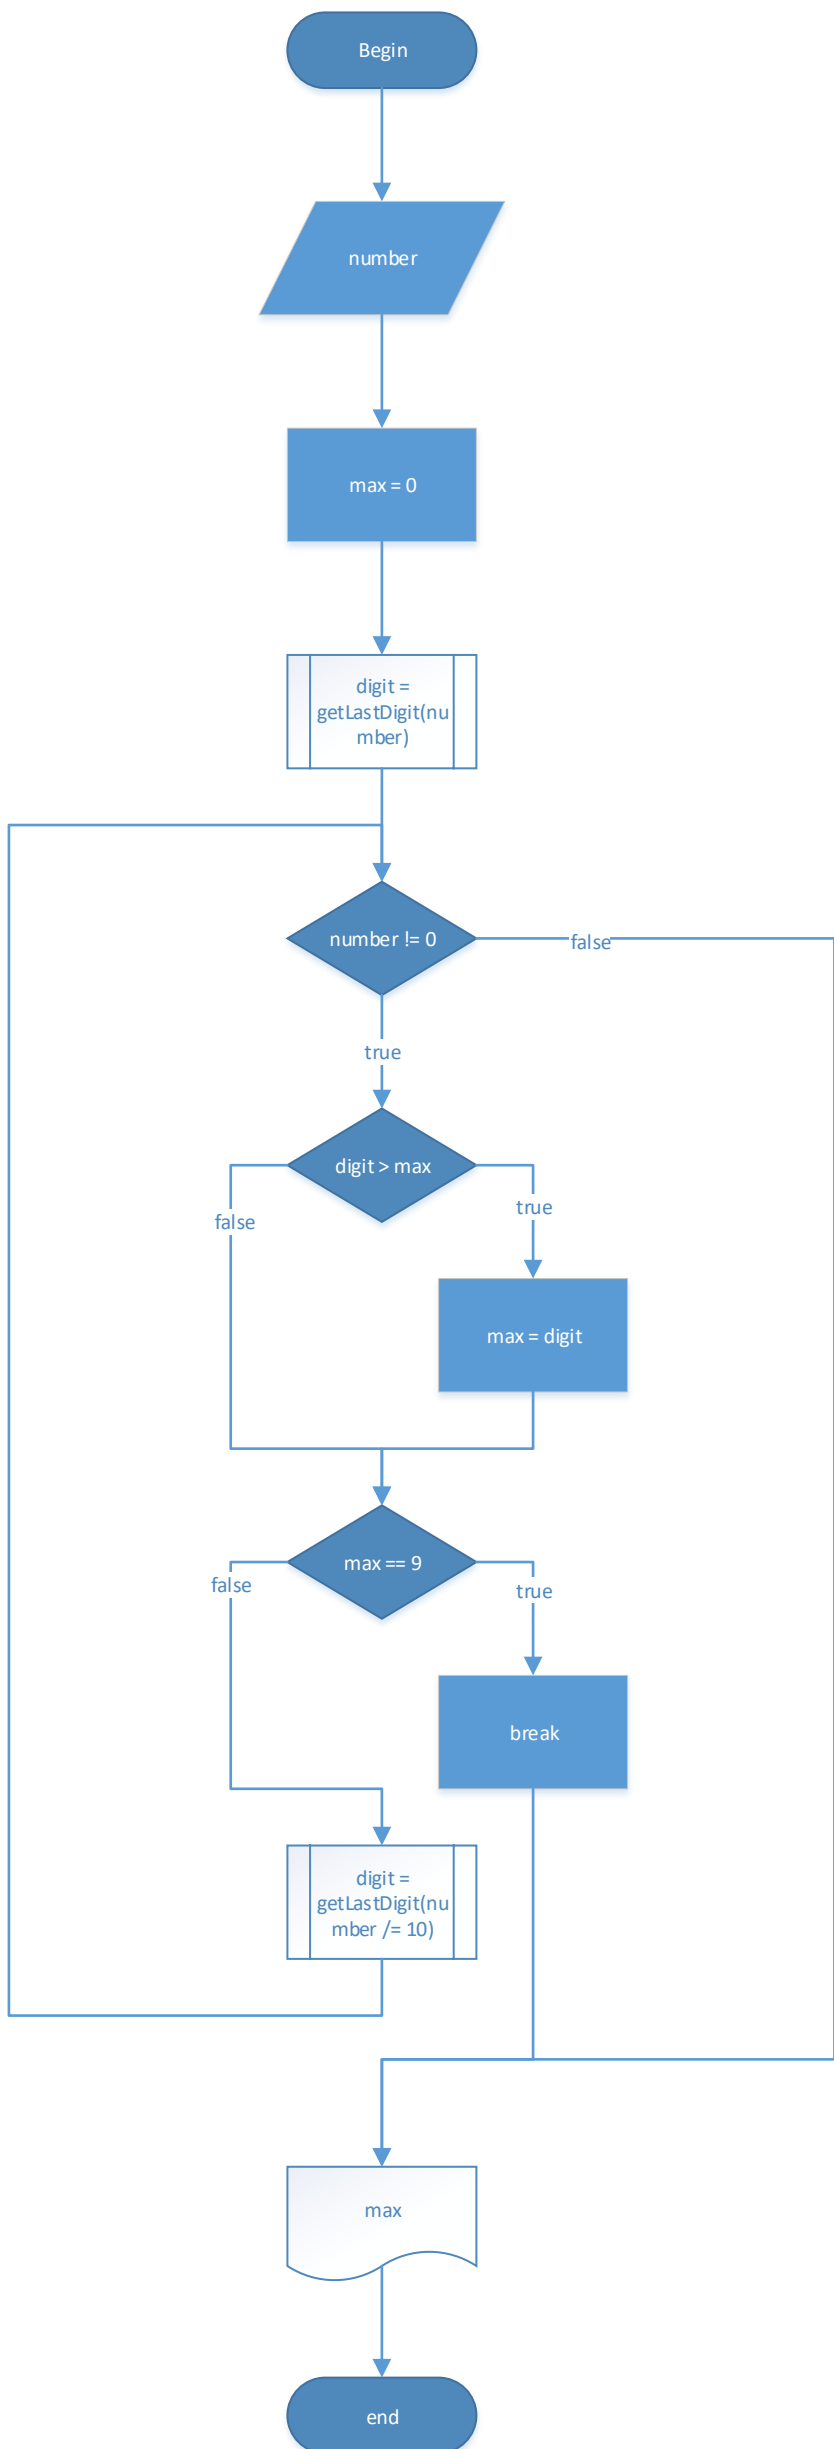 Begin
number
max = 0
digit =
getLastDigit(nu
mber)
number != 0
false
true
digit > max
false
true
max = digit
max == 9
false
true
break
digit =
getLastDigit(nu
mber /= 10)
max
end